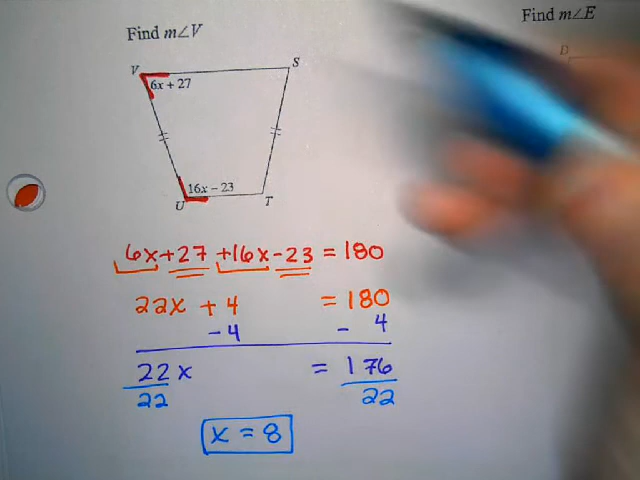 Find m∠V
Find m∠E
D
V
S
6x + 27
16x – 23
U
T
6x + 27 + 16x - 23 = 180
22x + 4 = 180
- 4 - 4
22x = 176
22 22
x = 8